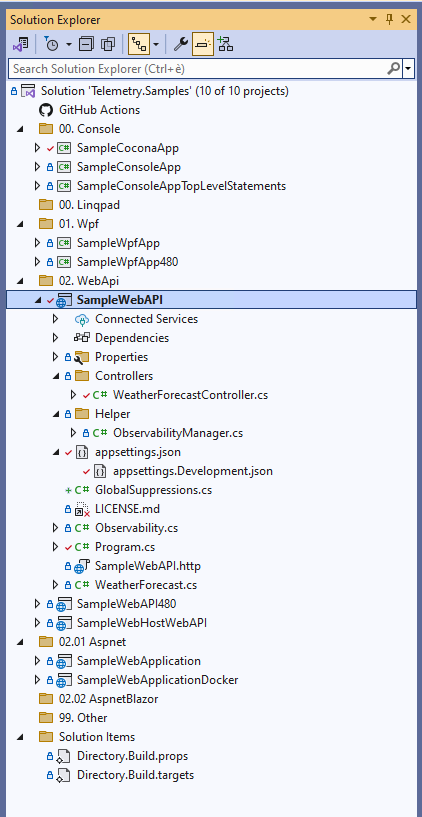 Solution Explorer
Search Solution Explorer (Ctrl+è)
Solution 'Telemetry.Samples' (10 of 10 projects)
GitHub Actions
00. Console
SampleCoconaApp
SampleConsoleApp
SampleConsoleAppTopLevelStatements
00. Linqpad
01. Wpf
SampleWpfApp
SampleWpfApp480
02. WebApi
SampleWebAPI
Connected Services
Dependencies
Properties
Controllers
C# WeatherForecastController.cs
Helper
C# ObservabilityManager.cs
appsettings.json
appsettings.Development.json
C# GlobalSuppressions.cs
LICENSE.md
C# Observability.cs
C# Program.cs
SampleWebAPI.http
C# WeatherForecast.cs
SampleWebAPI480
SampleWebHostWebAPI
02.01 Aspnet
SampleWebApplication
SampleWebApplicationDocker
02.02 AspnetBlazor
99. Other
Solution Items
Directory.Build.props
Directory.Build.targets